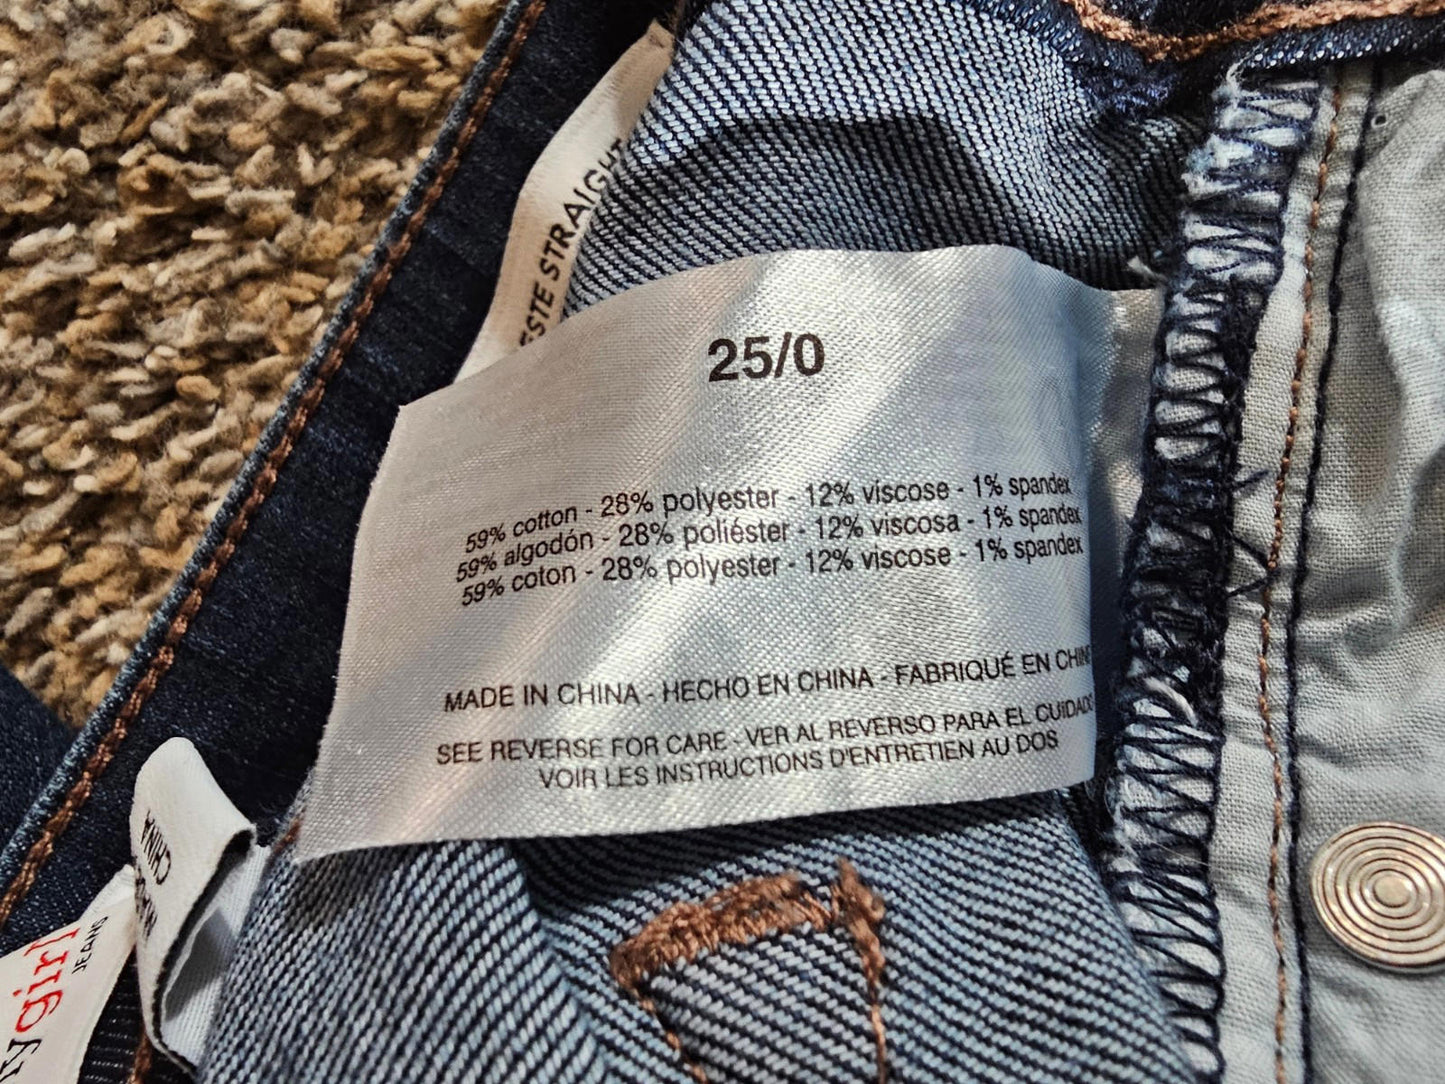 ESTE STRAIGHT
25/0
59% cotton - 28% polyester - 12% viscose - 1% spandex
59% algodón - 28% poliéster - 12% viscosa - 1% spandex
59% coton - 28% polyester - 12% viscose - 1% spandex
MADE IN CHINA - HECHO EN CHINA - FABRIQUÉ EN CHINE
SEE REVERSE FOR CARE - VER AL REVERSO PARA EL CUIDADO
VOIR LES INSTRUCTIONS D'ENTRETIEN AU DOS
CHINA
girl
JEANS